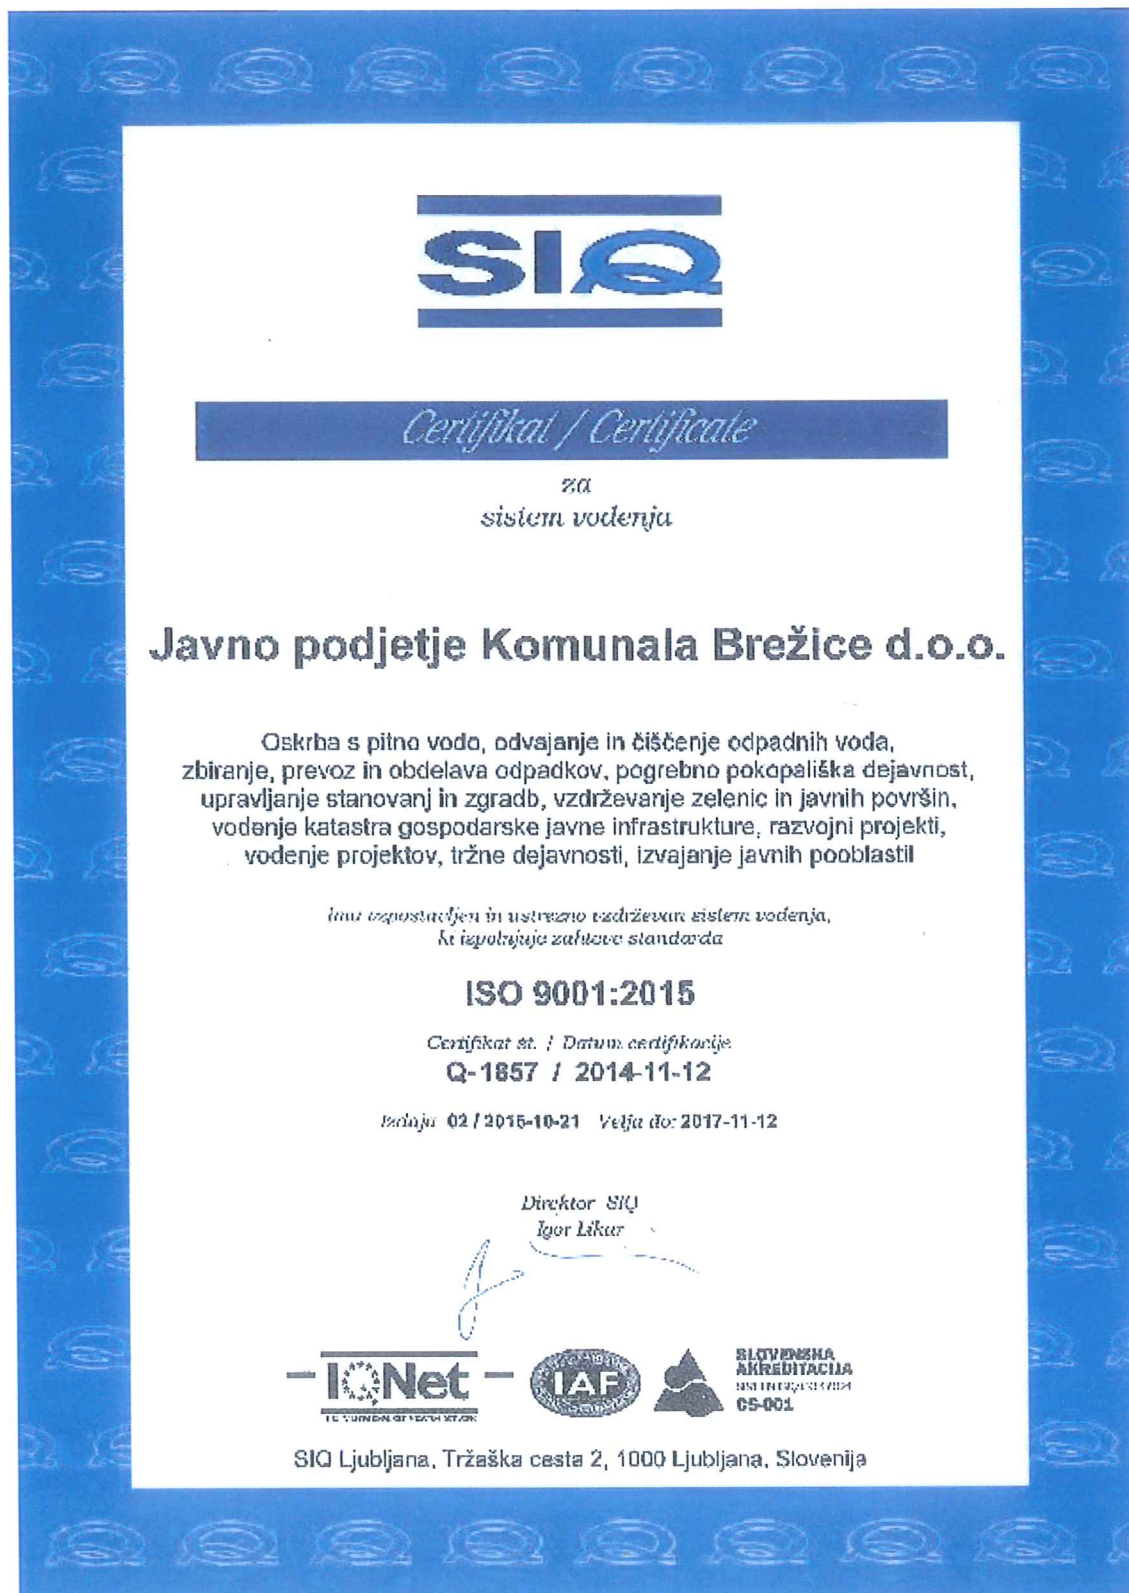 SIQ
Certifikat / Certificate
za
sistem vodenja
Javno podjetje Komunala Brežice d.o.o.
Oskrba s pitno vodo, odvajanje in čiščenje odpadnih voda,
zbiranje, prevoz in obdelava odpadkov, pogrebno pokopališka dejavnost,
upravljanje stanovanj in zgradb, vzdrževanje zelenic in javnih površin,
vodenje katastra gospodarske javne infrastrukture, razvojni projekti,
vodenje projektov, tržne dejavnosti, izvajanje javnih pooblastil
ima vzpostavljen in ustrezno vzdrževan sistem vodenja,
ki izpolnjuje zahteve standarda
ISO 9001:2015
Certifikat št. / Datum certifikacije
Q-1857 / 2014-11-12
Izdaja 02 / 2015-10-21 Velja do: 2017-11-12
Direktor SIQ
Igor Likar
IQNet
IAF
SLOVENSKA
AKREDITACIJA
CS-001
SIQ Ljubljana, Tržaška cesta 2, 1000 Ljubljana, Slovenija